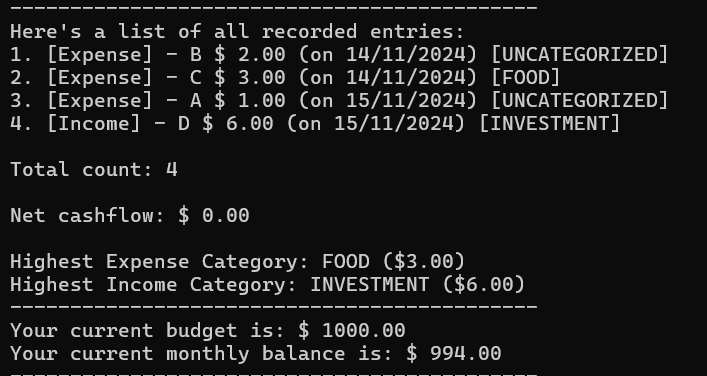 --------------------------------------------
Here's a list of all recorded entries:
1. [Expense] - B $ 2.00 (on 14/11/2024) [UNCATEGORIZED]
2. [Expense] - C $ 3.00 (on 14/11/2024) [FOOD]
3. [Expense] - A $ 1.00 (on 15/11/2024) [UNCATEGORIZED]
4. [Income] - D $ 6.00 (on 15/11/2024) [INVESTMENT]
Total count: 4
Net cashflow: $ 0.00
Highest Expense Category: FOOD ($3.00)
Highest Income Category: INVESTMENT ($6.00)
--------------------------------------------
Your current budget is: $ 1000.00
Your current monthly balance is: $ 994.00
--------------------------------------------